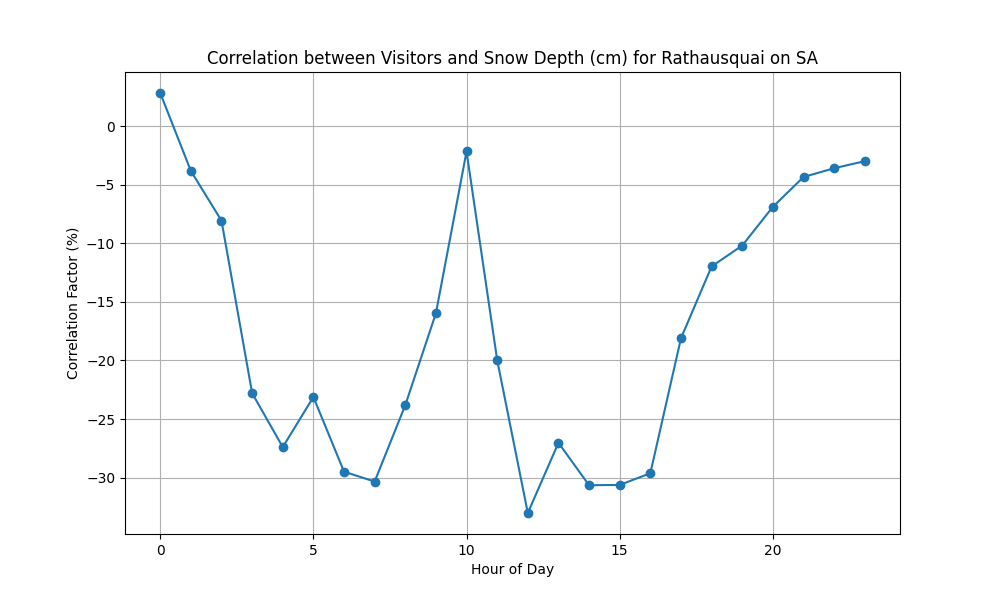 Correlation between Visitors and Snow Depth (cm) for Rathausquai on SA
Correlation Factor (%)
0
−5
−10
−15
−20
−25
−30
0 5 10 15 20
Hour of Day